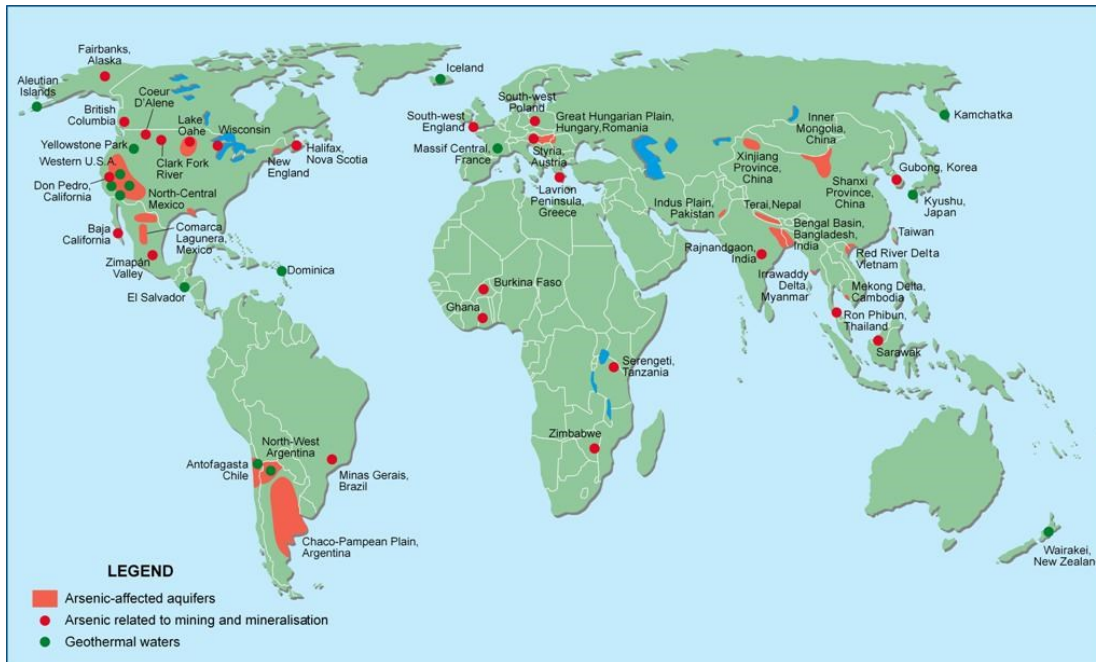 Fairbanks,
Alaska
Aleutian
Islands
Coeur
D'Alene
British
Columbia
Lake
Oahe
Wisconsin
Yellowstone Park
Western U.S.A.
Clark Fork
River
New
England
Halifax,
Nova Scotia
Don Pedro,
California
North-Central
Mexico
Baja
California
Comarca
Lagunera,
Mexico
Zimapán
Valley
El Salvador
Dominica
Iceland
South-west
England
South-west
Poland
Great Hungarian Plain,
Hungary,Romania
Massif Central,
France
Styria,
Austria
Lavrion
Peninsula,
Greece
Inner
Mongolia,
China
Kamchatka
Xinjiang
Province,
China
Shanxi
Province,
China
Gubong, Korea
Kyushu,
Japan
Indus Plain,
Pakistan
Terai,Nepal
Bengal Basin,
Bangladesh,
India
Taiwan
Rajnandgaon,
India
Red River Delta
Vietnam
Irrawaddy
Delta,
Myanmar
Mekong Delta,
Cambodia
Ron Phibun,
Thailand
Sarawak
Burkina Faso
Ghana
Serengeti,
Tanzania
Zimbabwe
North-West
Argentina
Antofagasta
Chile
Minas Gerais,
Brazil
Chaco-Pampean Plain,
Argentina
Wairakei,
New Zealand
LEGEND
Arsenic-affected aquifers
Arsenic related to mining and mineralisation
Geothermal waters